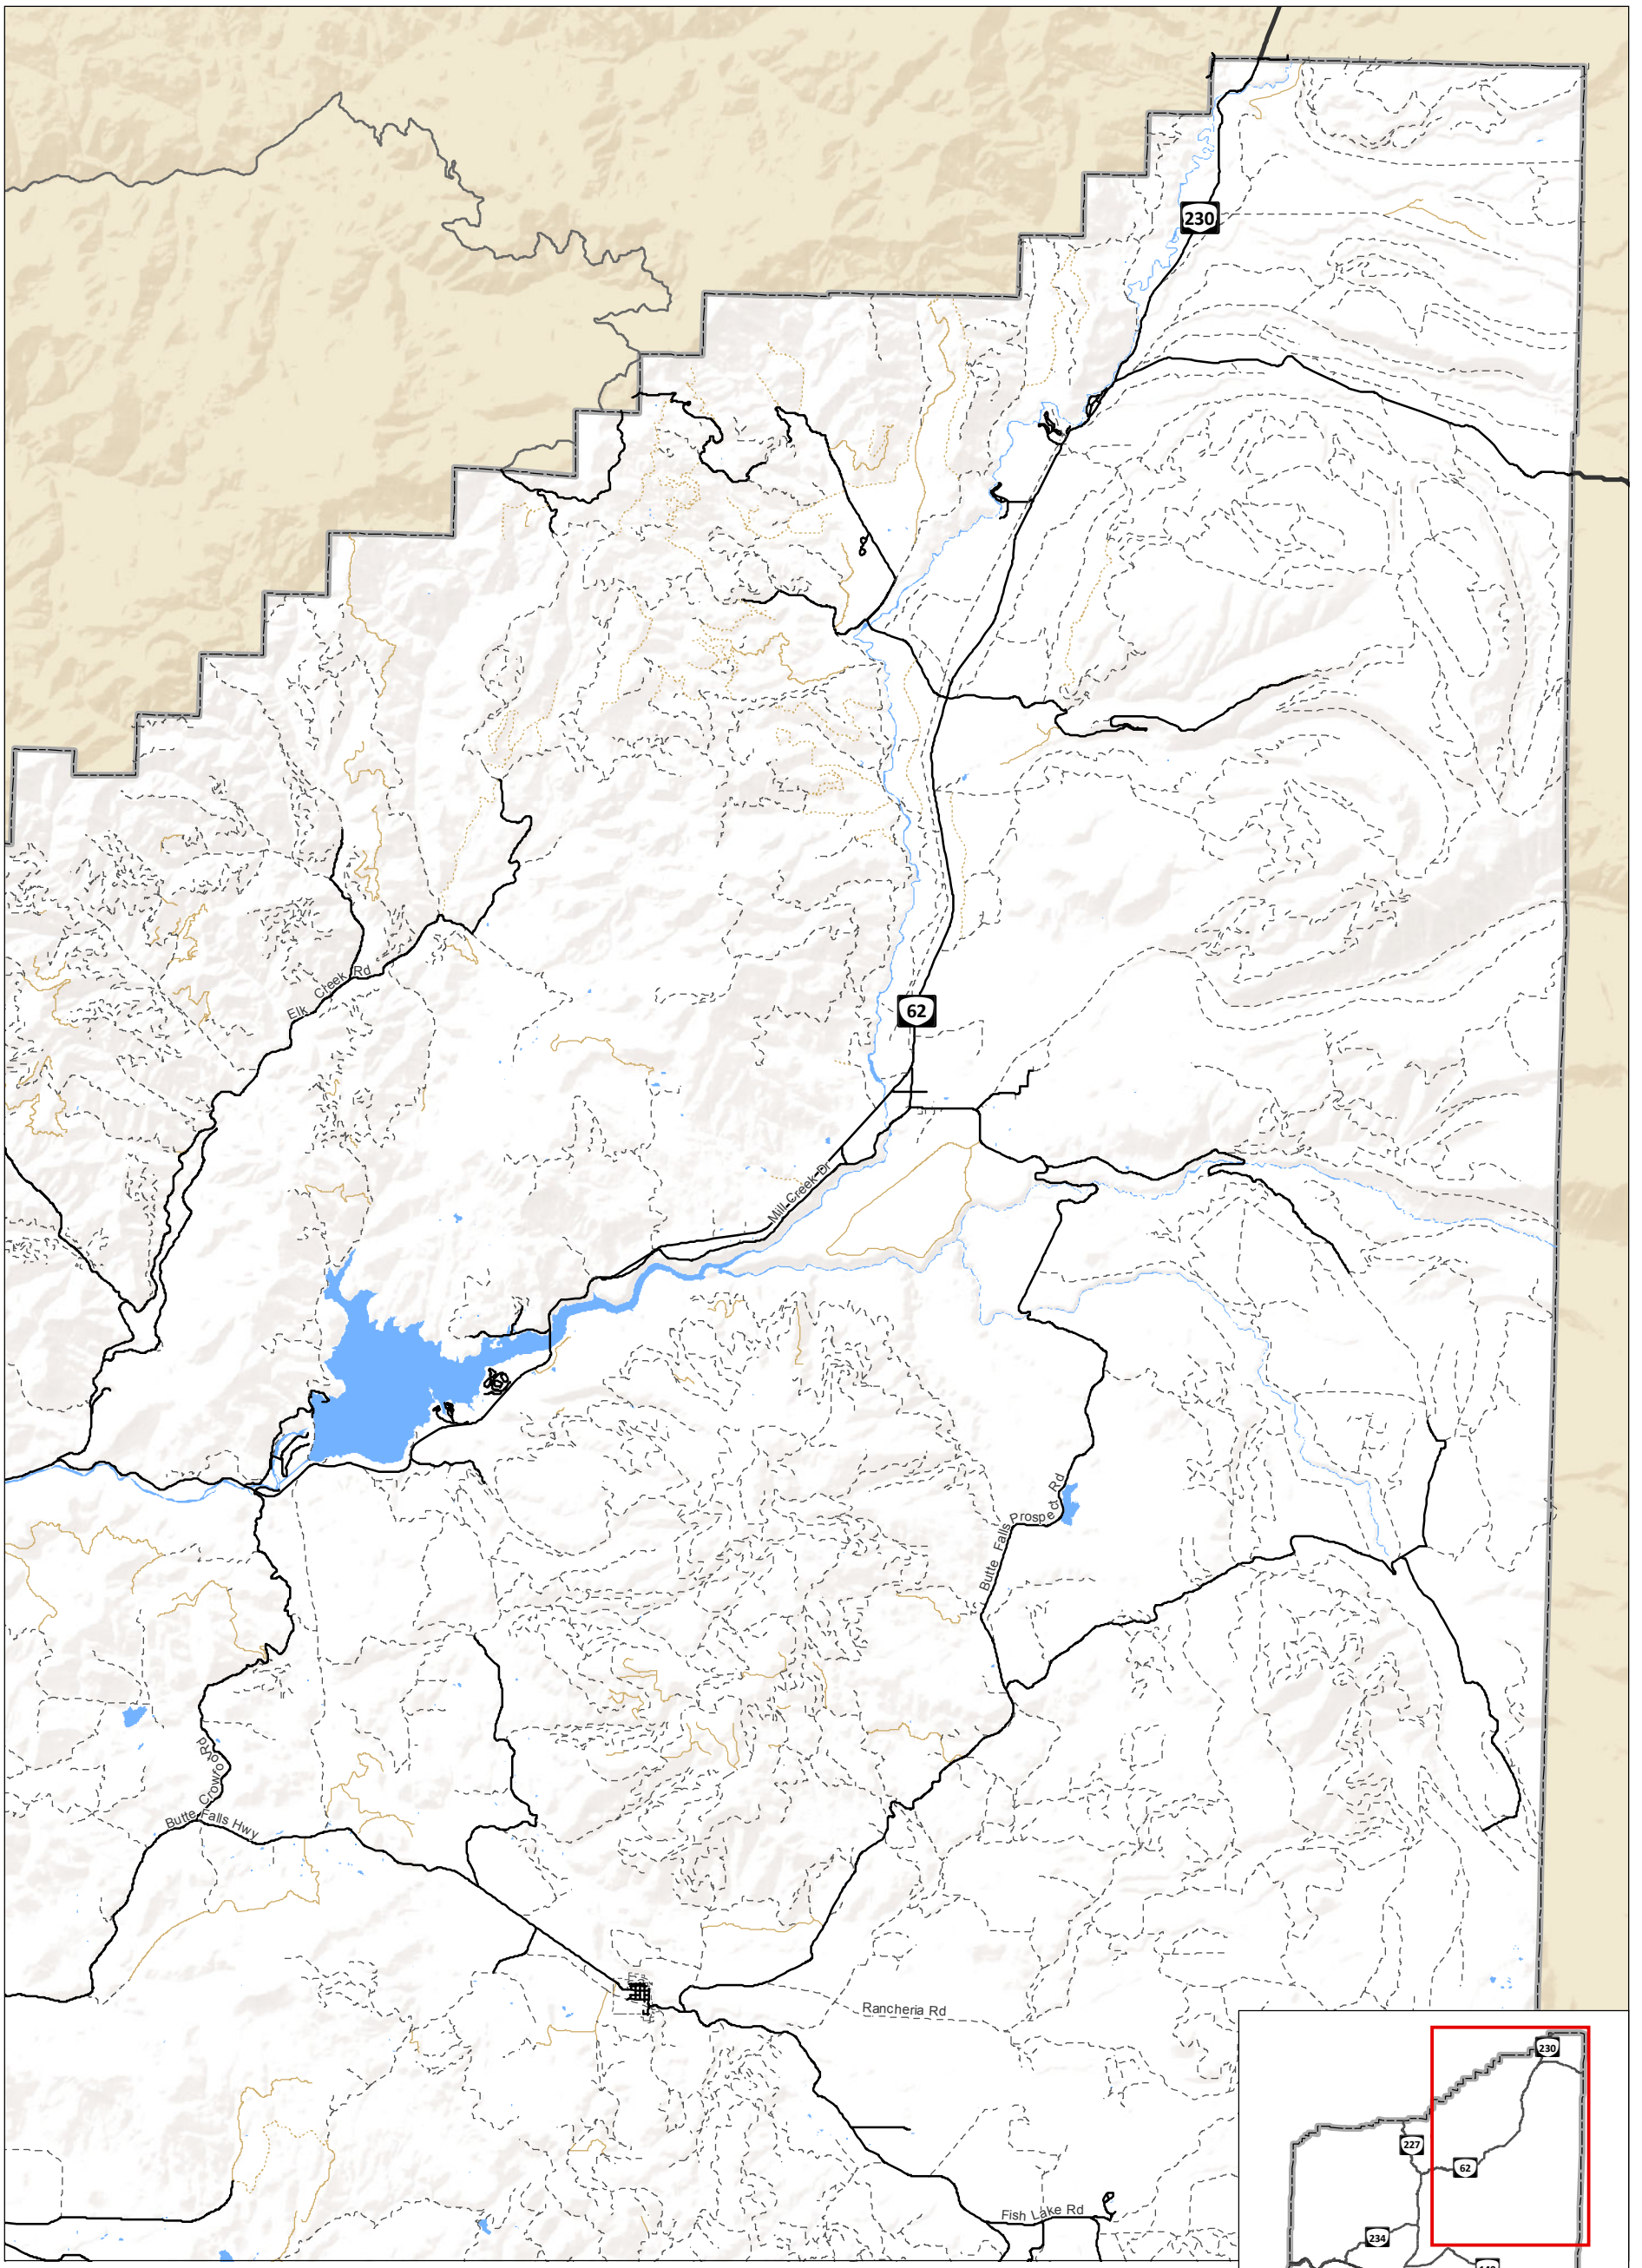 230
Elk Creek Rd
62
Mill Creek Dr
Butte Falls Prospect Rd
Crowfoot Rd
Butte Falls Hwy
Rancheria Rd
Fish Lake Rd
230
227
62
234